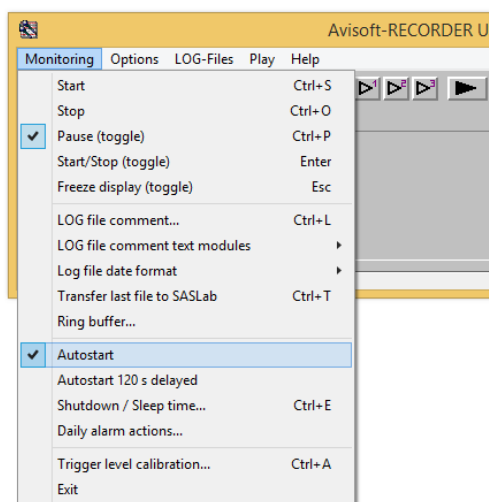 Avisoft-RECORDER U
Monitoring Options LOG-Files Play Help
Start Ctrl+S
Stop Ctrl+O
Pause (toggle) Ctrl+P
Start/Stop (toggle) Enter
Freeze display (toggle) Esc
LOG file comment... Ctrl+L
LOG file comment text modules
Log file date format
Transfer last file to SASLab Ctrl+T
Ring buffer...
Autostart
Autostart 120 s delayed
Shutdown / Sleep time... Ctrl+E
Daily alarm actions...
Trigger level calibration... Ctrl+A
Exit